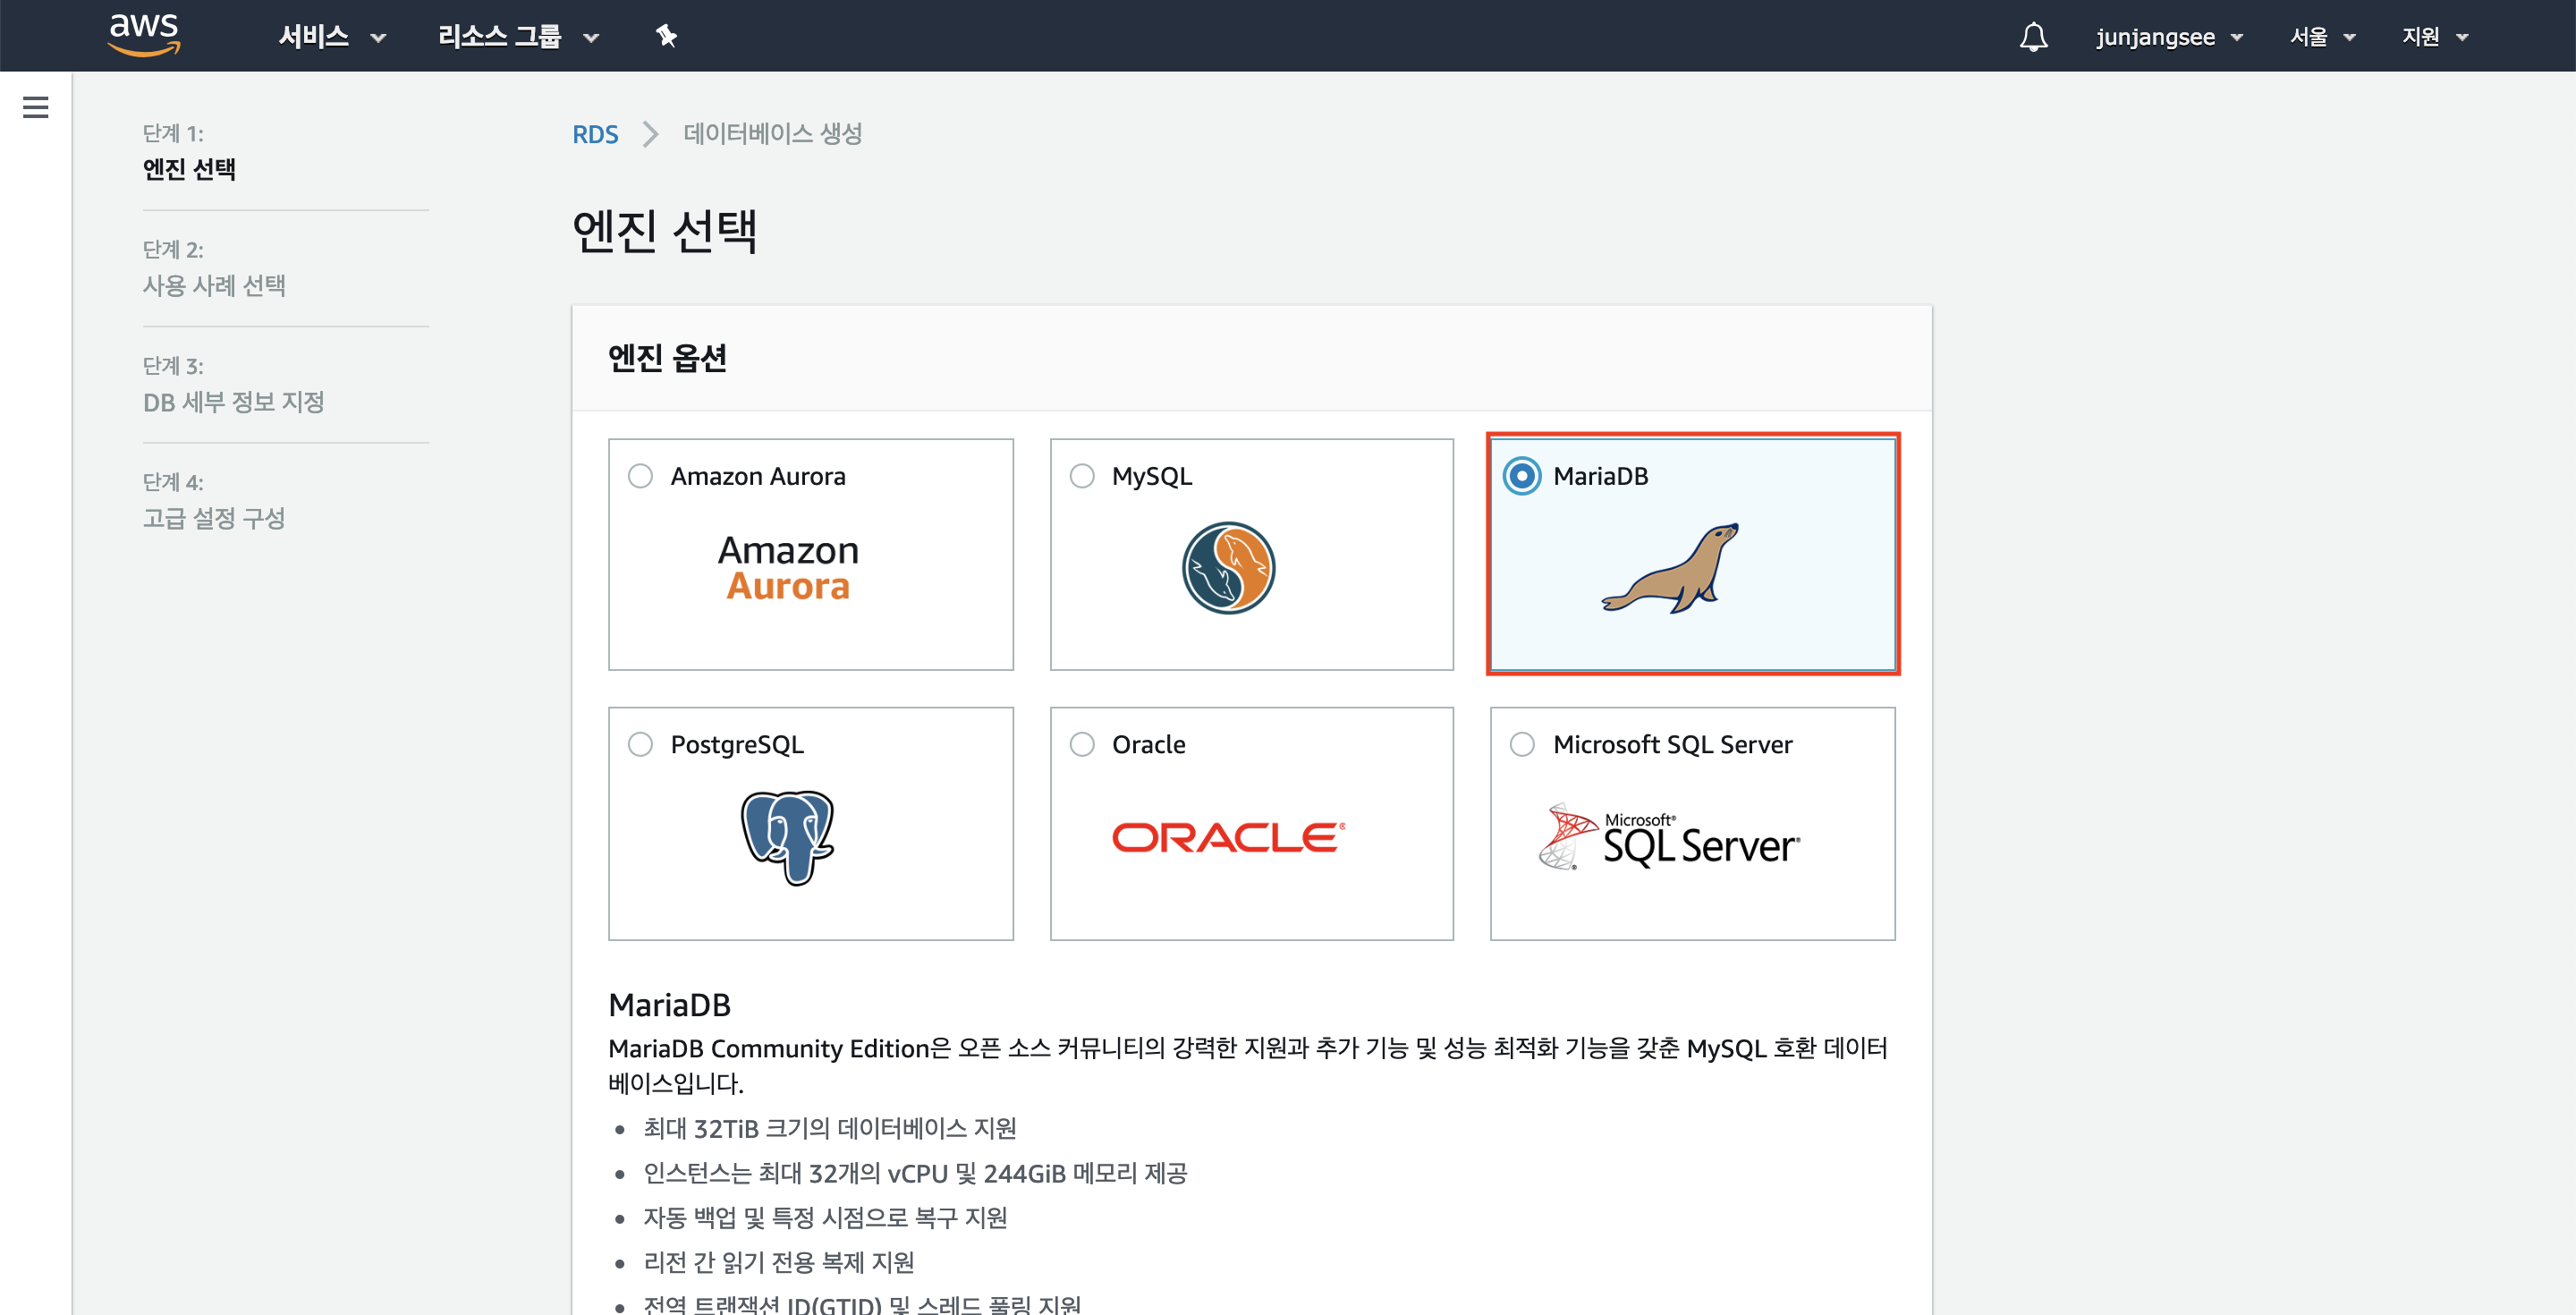 aws 서비스 리소스 그룹 junjangsee 서울 지원
단계 1:
엔진 선택
단계 2:
사용 사례 선택
단계 3:
DB 세부 정보 지정
단계 4:
고급 설정 구성
RDS 데이터베이스 생성
엔진 선택
엔진 옵션
Amazon Aurora
Amazon
Aurora
MySQL
MariaDB
PostgreSQL
Oracle
ORACLE®
Microsoft SQL Server
Microsoft®
SQL Server®
MariaDB
MariaDB Community Edition은 오픈 소스 커뮤니티의 강력한 지원과 추가 기능 및 성능 최적화 기능을 갖춘 MySQL 호환 데이터
베이스입니다.
• 최대 32TiB 크기의 데이터베이스 지원
• 인스턴스는 최대 32개의 vCPU 및 244GiB 메모리 제공
• 자동 백업 및 특정 시점으로 복구 지원
• 리전 간 읽기 전용 복제 지원
• 전역 트랜잭션 ID(GTID) 및 스레드 풀링 지원